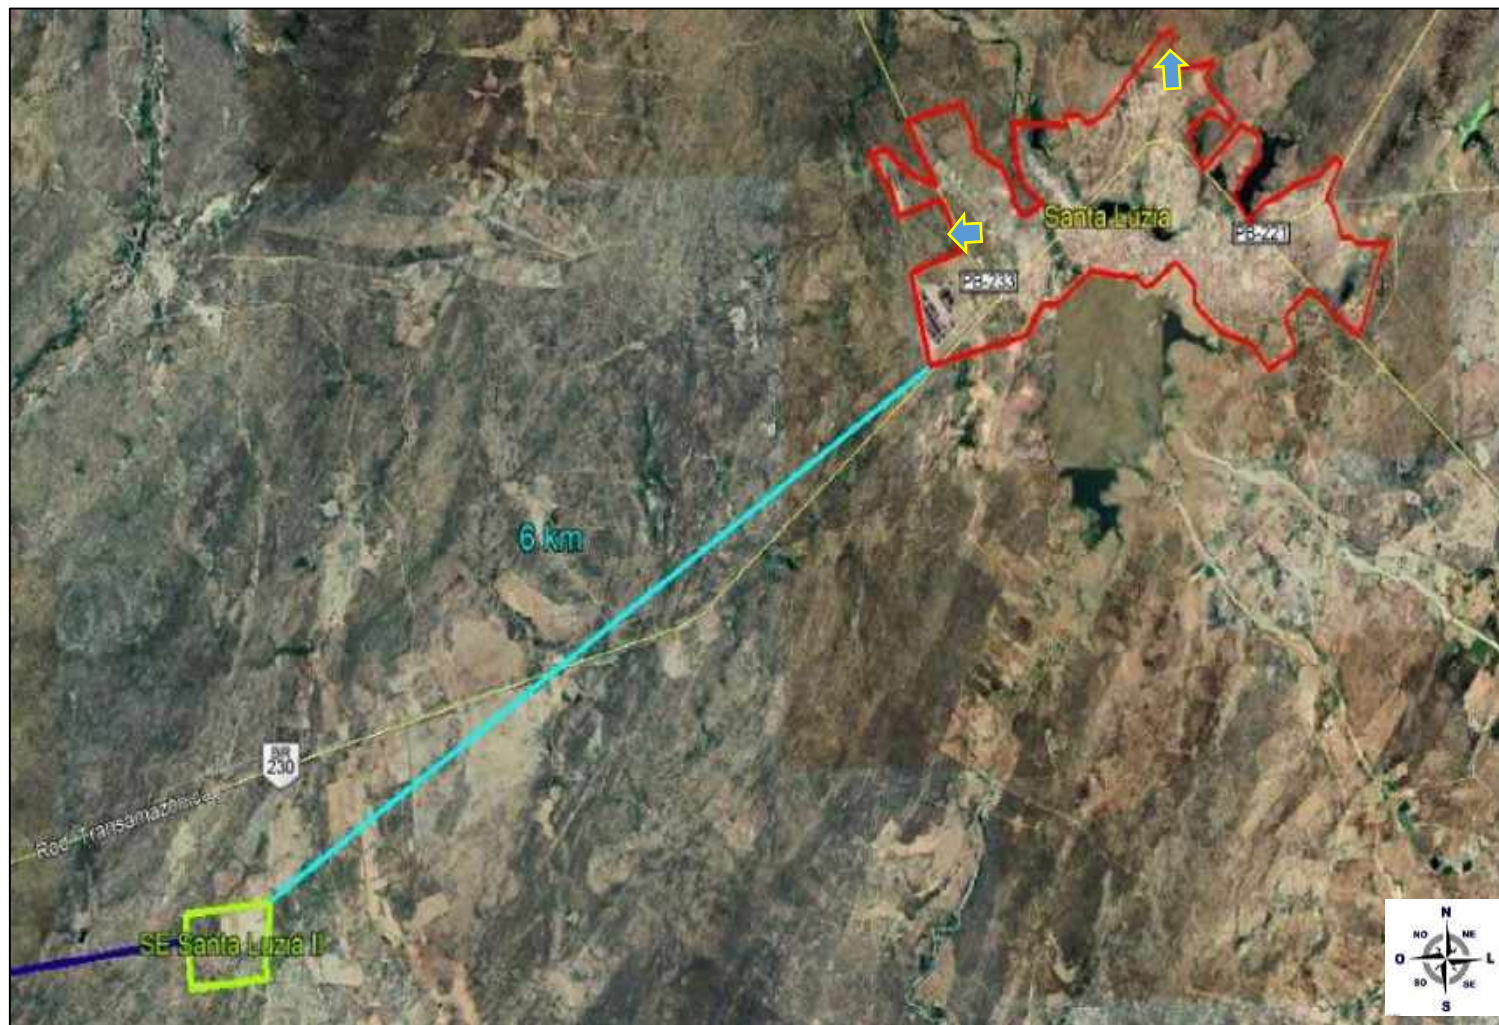 Santa Luzia
PB-221
PB-233
6 km
BR
230
Rod. Transamazônica
SE Santa Luzia II
N
NO NE
O L
SO SE
S